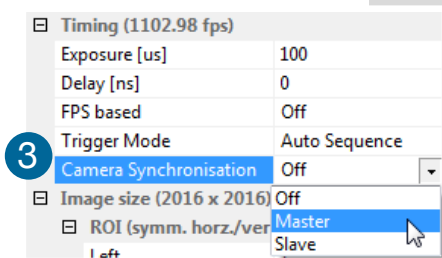 Timing (1102.98 fps)
Exposure [us] 100
Delay [ns] 0
FPS based Off
Trigger Mode Auto Sequence
3 Camera Synchronisation Off
Image size (2016 x 2016) Off
ROI (symm. horz./ver Master
Left Slave